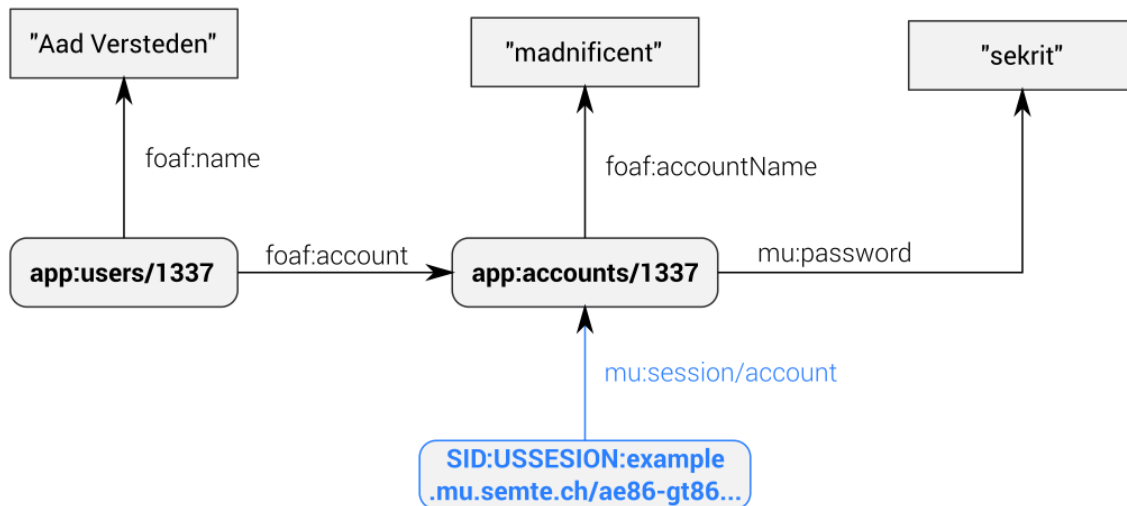 "Aad Versteden"
"madnificent"
"sekrit"
foaf:name
foaf:accountName
app:users/1337
foaf:account
app:accounts/1337
mu:password
mu:session/account
SID:USSESION:example
.mu.semte.ch/ae86-gt86...